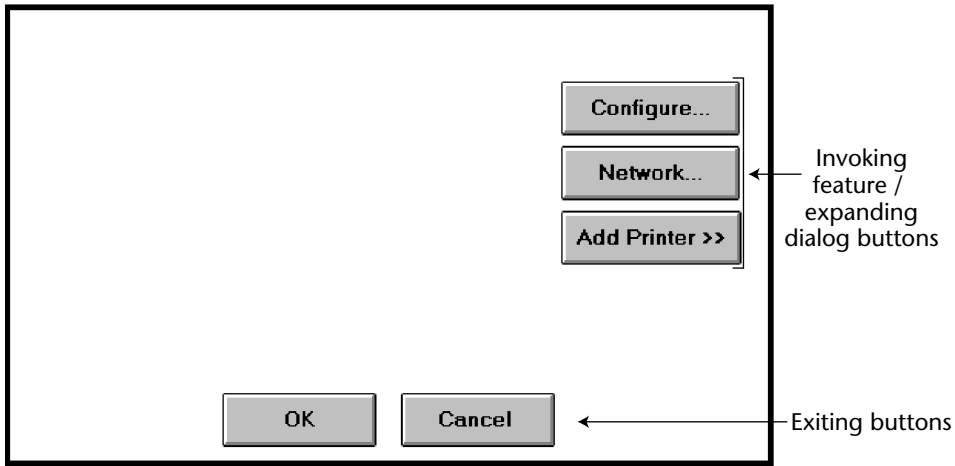 Configure...
Network...
Add Printer >>
Invoking
feature /
expanding
dialog buttons
OK
Cancel
Exiting buttons